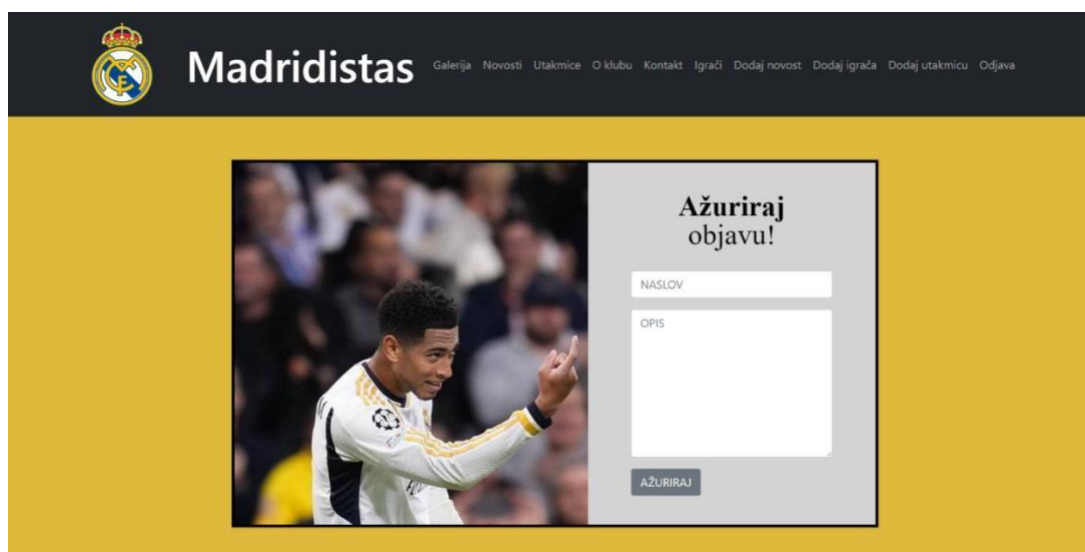 Madridistas
Galerija Novosti Utakmice O klubu Kontakt Igrači Dodaj novost Dodaj igrača Dodaj utakmicu Odjava
Ažuriraj
objavu!
NASLOV
OPIS
AŽURIRAJ